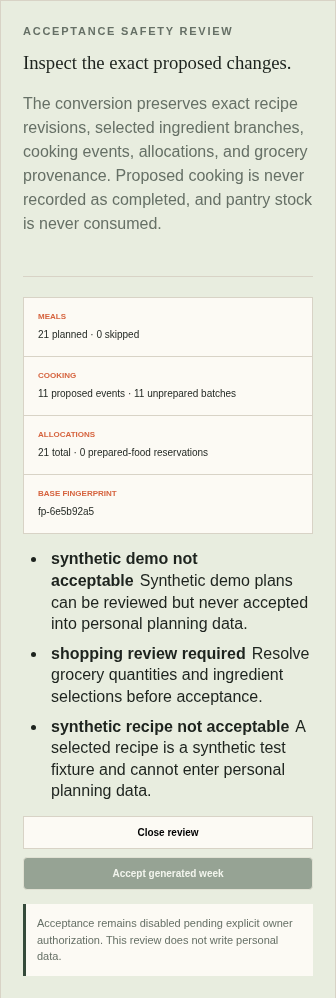 ACCEPTANCE SAFETY REVIEW
Inspect the exact proposed changes.
The conversion preserves exact recipe
revisions, selected ingredient branches,
cooking events, allocations, and grocery
provenance. Proposed cooking is never
recorded as completed, and pantry stock
is never consumed.
MEALS
21 planned · 0 skipped
COOKING
11 proposed events · 11 unprepared batches
ALLOCATIONS
21 total · 0 prepared-food reservations
BASE FINGERPRINT
fp-6e5b92a5
• synthetic demo not
acceptable Synthetic demo plans
can be reviewed but never accepted
into personal planning data.
• shopping review required Resolve
grocery quantities and ingredient
selections before acceptance.
• synthetic recipe not acceptable A
selected recipe is a synthetic test
fixture and cannot enter personal
planning data.
Close review
Accept generated week
Acceptance remains disabled pending explicit owner
authorization. This review does not write personal
data.